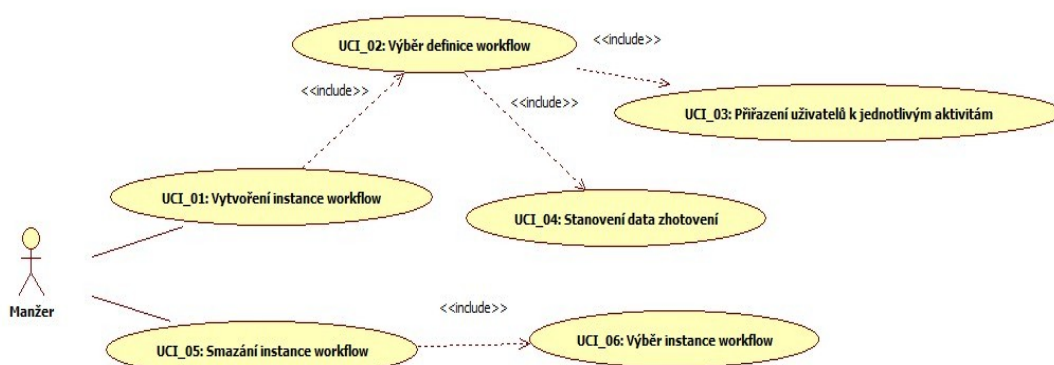 UCI_02: Výběr definice workflow
<<include>>
<<include>>
<<include>>
UCI_03: Přiřazení uživatelů k jednotlivým aktivitám
UCI_01: Vytvoření instance workflow
UCI_04: Stanovení data zhotovení
Manžer
<<include>>
UCI_05: Smazání instance workflow
UCI_06: Výběr instance workflow